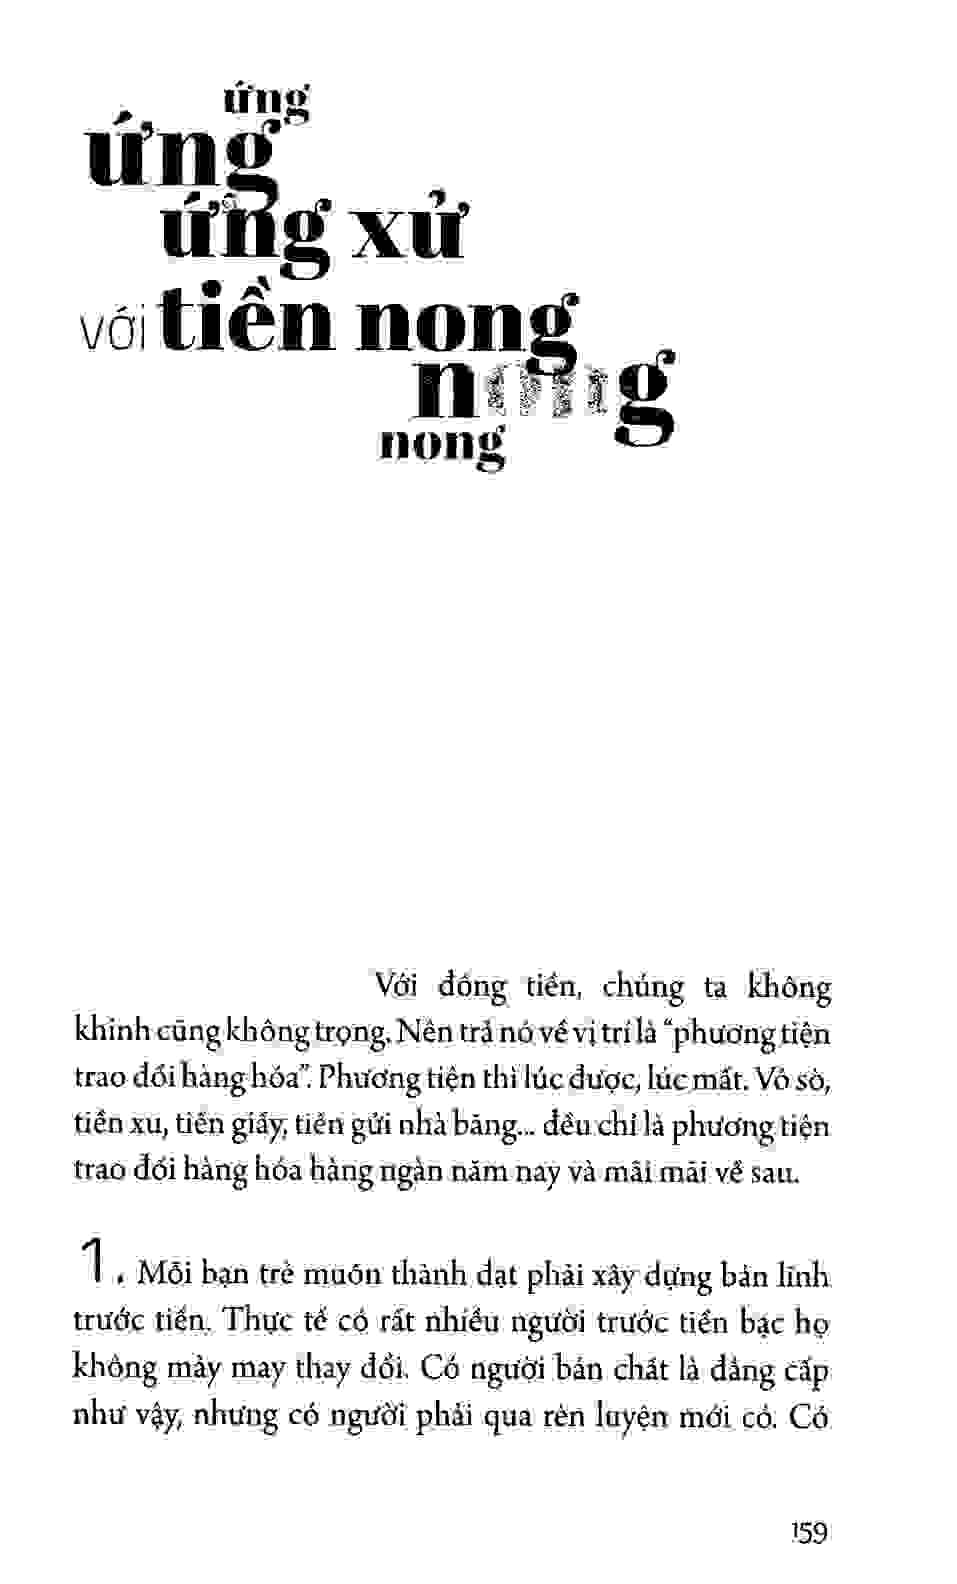 ứng
ứng
ứng xử
với tiền nong
nong
nong
Với đồng tiền, chúng ta không
khinh cũng không trọng. Nên trả nó về vị trí là “phương tiện
trao đổi hàng hóa”. Phương tiện thì lúc được, lúc mất. Vỏ sò,
tiền xu, tiền giấy, tiền gửi nhà băng... đều chỉ là phương tiện
trao đổi hàng hóa hàng ngàn năm nay và mãi mãi về sau.
1. Mỗi bạn trẻ muốn thành đạt phải xây dựng bản lĩnh
trước tiền. Thực tế có rất nhiều người trước tiền bạc họ
không mảy may thay đổi. Có người bản chất là đẳng cấp
như vậy, nhưng có người phải qua rèn luyện mới có. Có
159